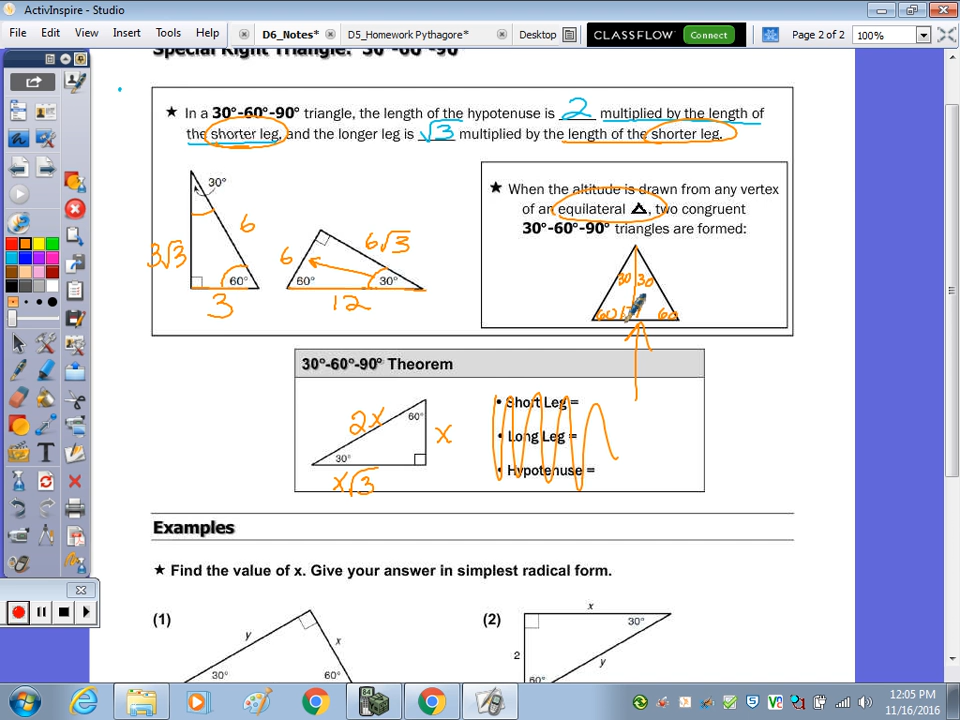 ActivInspire - Studio
File Edit View Insert Tools Help
D6_Notes* D5_Homework Pythagore* Desktop CLASSFLOW Connect Page 2 of 2 100%
Special Right Triangle: 30°-60°-90°
★ In a 30°-60°-90° triangle, the length of the hypotenuse is 2 multiplied by the length of
the shorter leg, and the longer leg is √3 multiplied by the length of the shorter leg.
30°
6
3√3
60°
3
6
6√3
60°
30°
12
★ When the altitude is drawn from any vertex
of an equilateral △, two congruent
30°-60°-90° triangles are formed:
30 30
60 60
30°-60°-90° Theorem
2x
60°
x
30°
x√3
• Short Leg =
• Long Leg =
• Hypotenuse =
Examples
★ Find the value of x. Give your answer in simplest radical form.
(1)
y
x
30°
60°
(2)
x
30°
2
y
60°
12:05 PM
11/16/2016